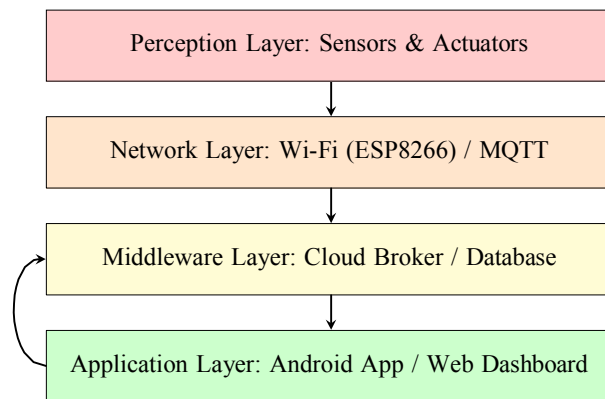 Perception Layer: Sensors & Actuators
Network Layer: Wi-Fi (ESP8266) / MQTT
Middleware Layer: Cloud Broker / Database
Application Layer: Android App / Web Dashboard